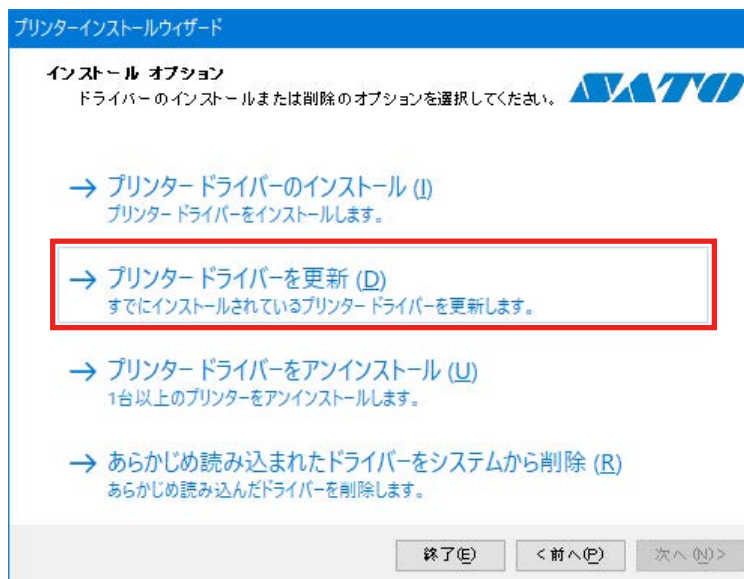 プリンターインストールウィザード
インストール オプション
ドライバーのインストールまたは削除のオプションを選択してください。
SATO
→ プリンター ドライバーのインストール (I)
プリンター ドライバーをインストールします。
→ プリンター ドライバーを更新 (D)
すでにインストールされているプリンター ドライバーを更新します。
→ プリンター ドライバーをアンインストール (U)
1台以上のプリンターをアンインストールします。
→ あらかじめ読み込まれたドライバーをシステムから削除 (R)
あらかじめ読み込んだドライバーを削除します。
終了(E) <前へ(P) 次へ(N)>